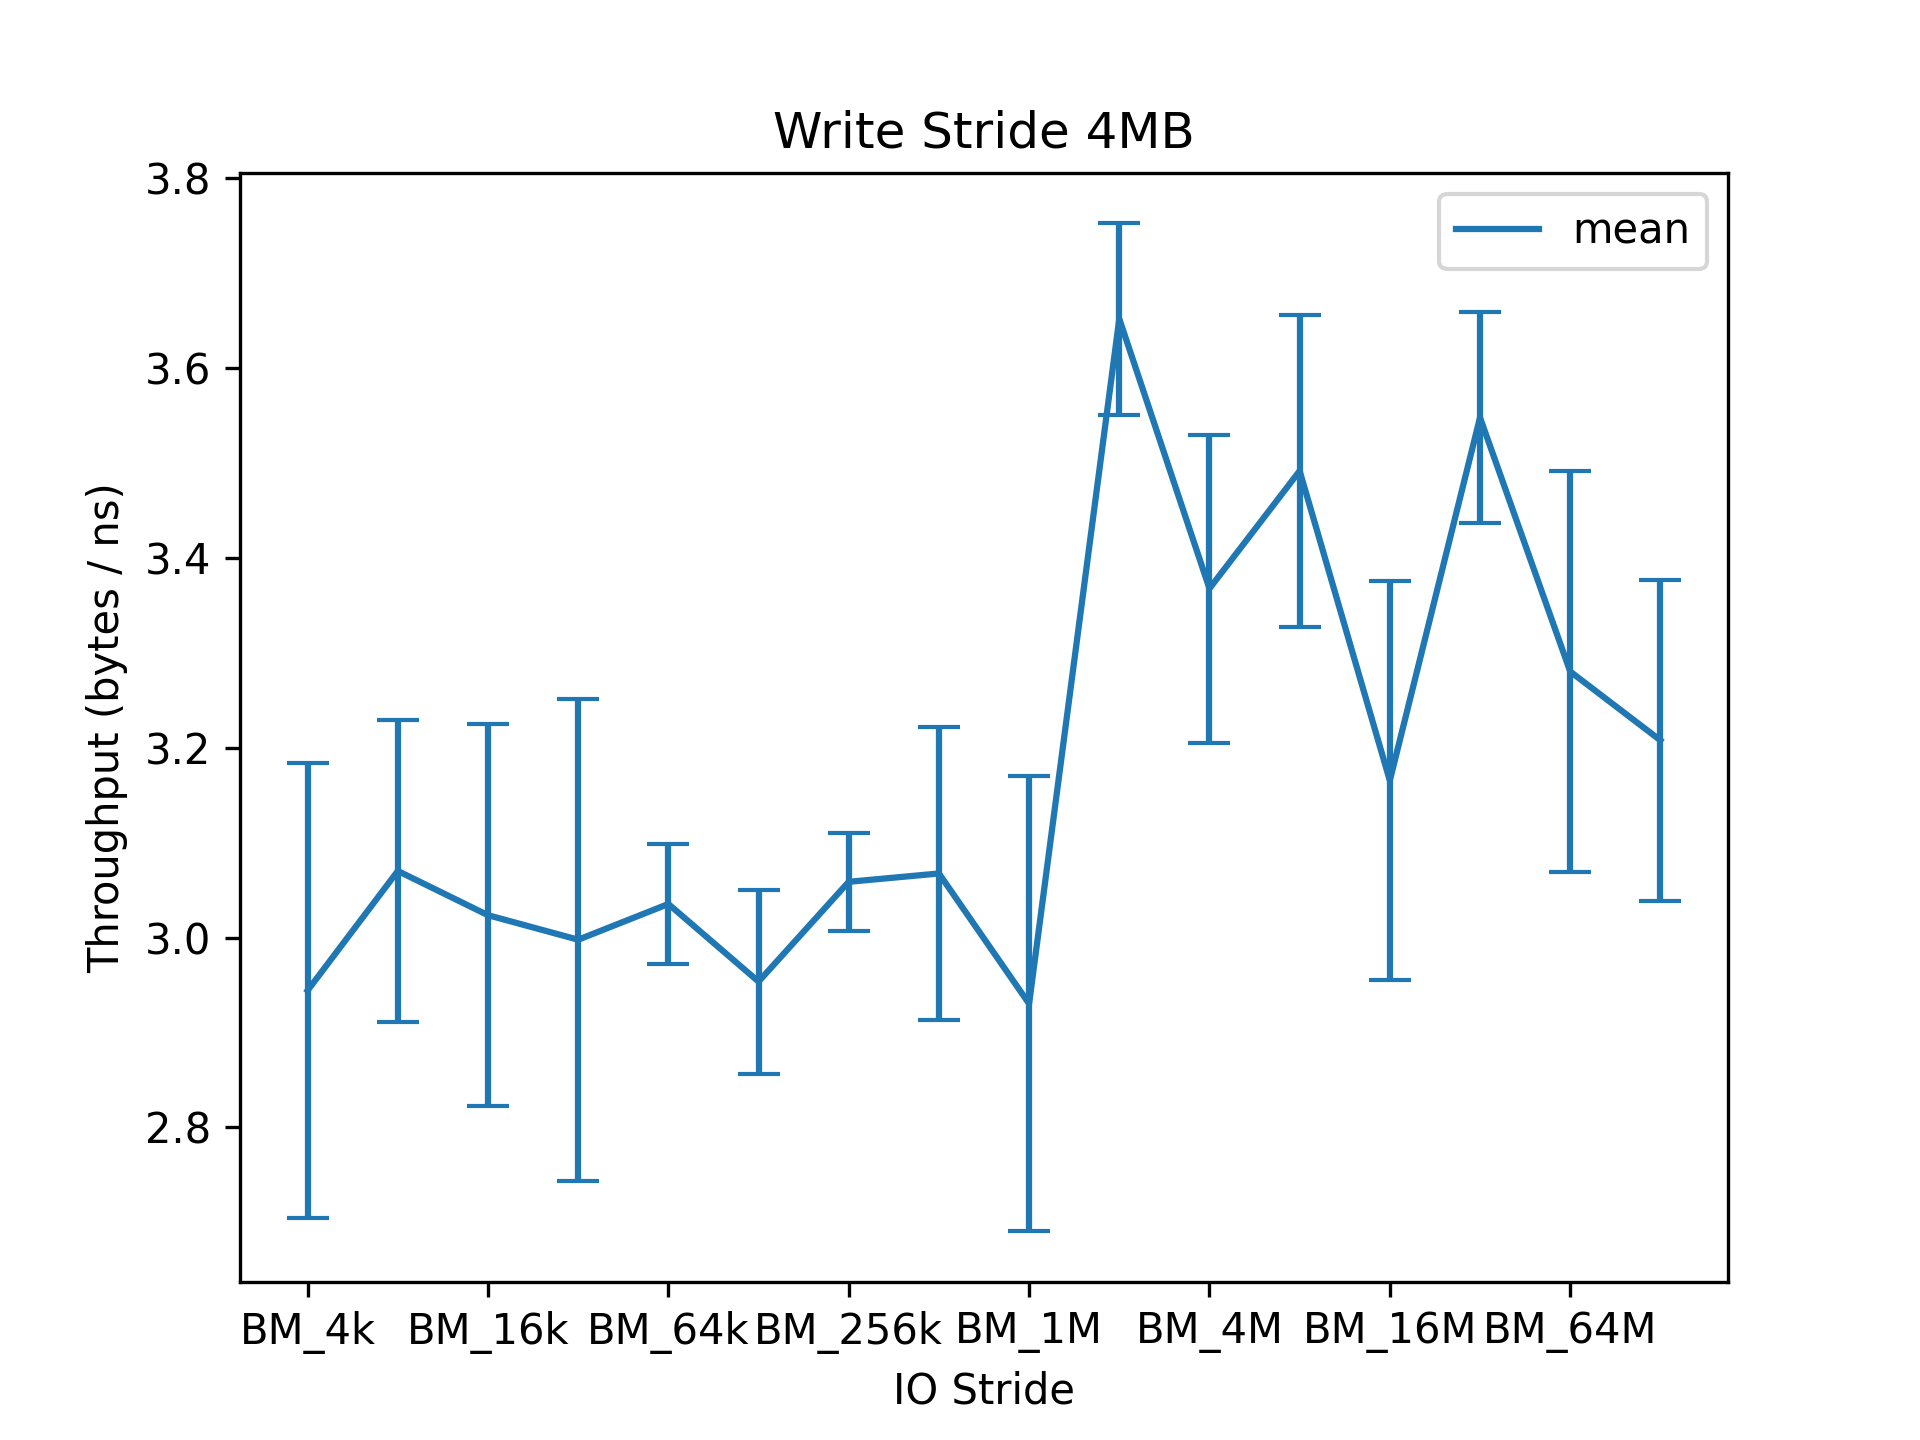 Write Stride 4MB
mean
3.8
3.6
3.4
3.2
3.0
2.8
Throughput (bytes / ns)
BM_4k BM_16k BM_64k BM_256k BM_1M BM_4M BM_16M BM_64M
IO Stride